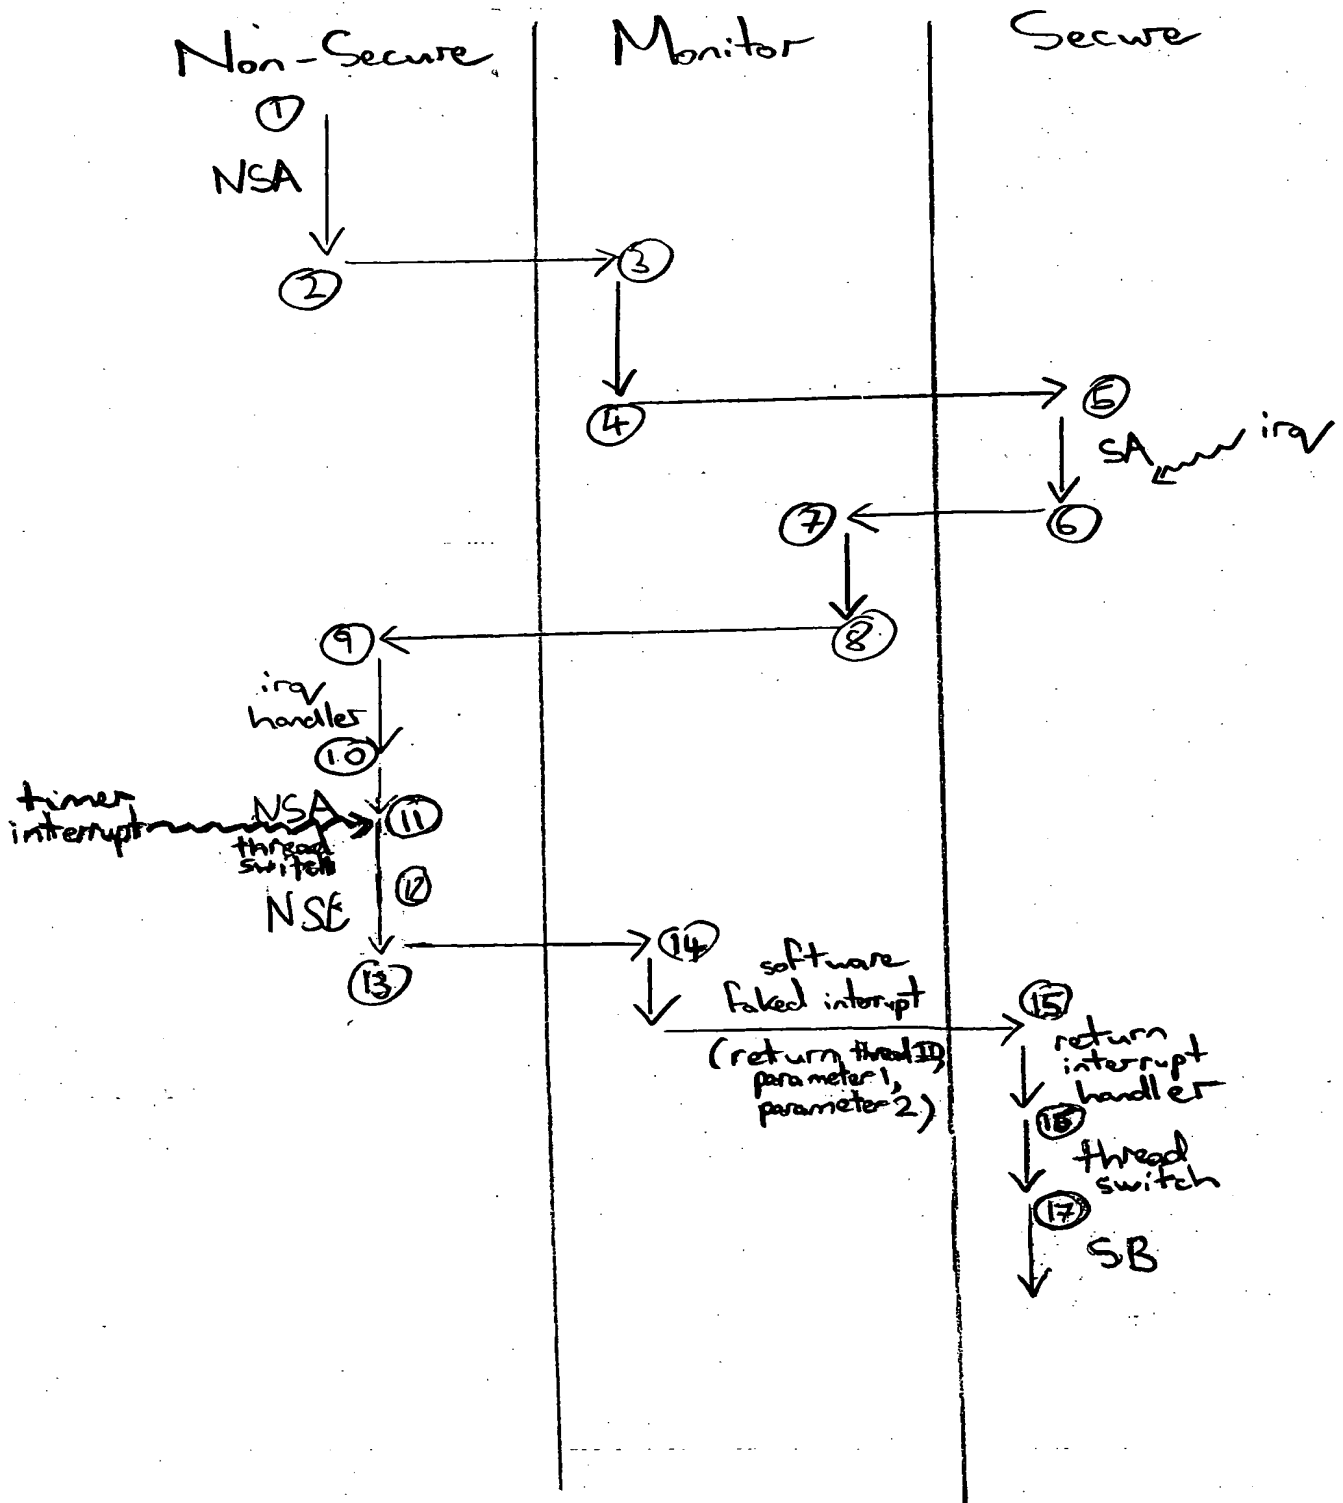 Non-Secure
Monitor
Secure
1
NSA
2
3
4
5
SA
irq
7
6
9
8
irq
handler
10
timer
interrupt
NSA
11
thread
switch
12
NSE
13
14
software
faked interrupt
(return thread ID,
parameter 1,
parameter 2)
15
return
interrupt
handler
16
thread
switch
17
SB